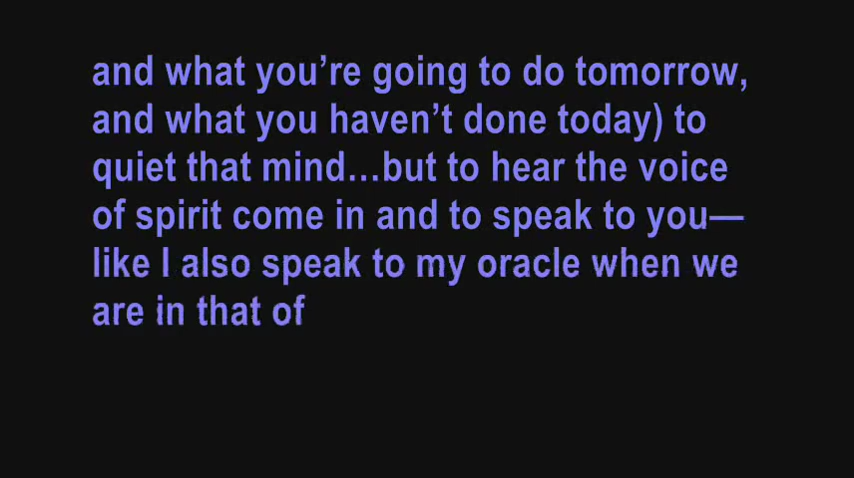 and what you’re going to do tomorrow,
and what you haven’t done today) to
quiet that mind…but to hear the voice
of spirit come in and to speak to you—
like I also speak to my oracle when we
are in that of